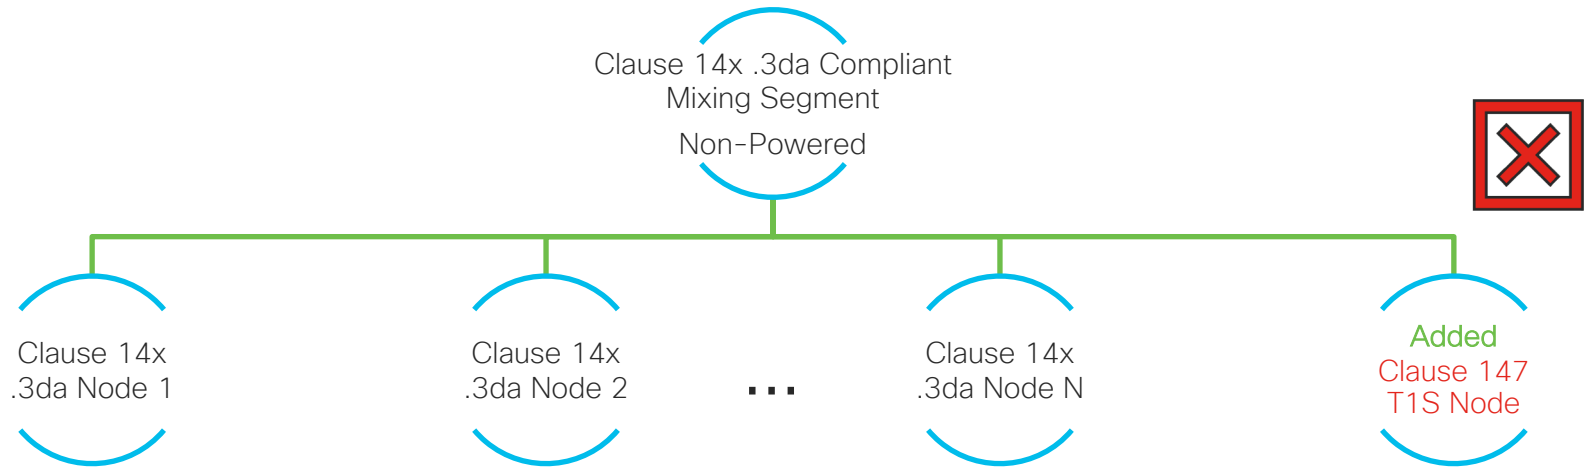 Clause 14x .3da Compliant
Mixing Segment
Non-Powered
Clause 14x
.3da Node 1
Clause 14x
.3da Node 2
...
Clause 14x
.3da Node N
Added
Clause 147
T1S Node